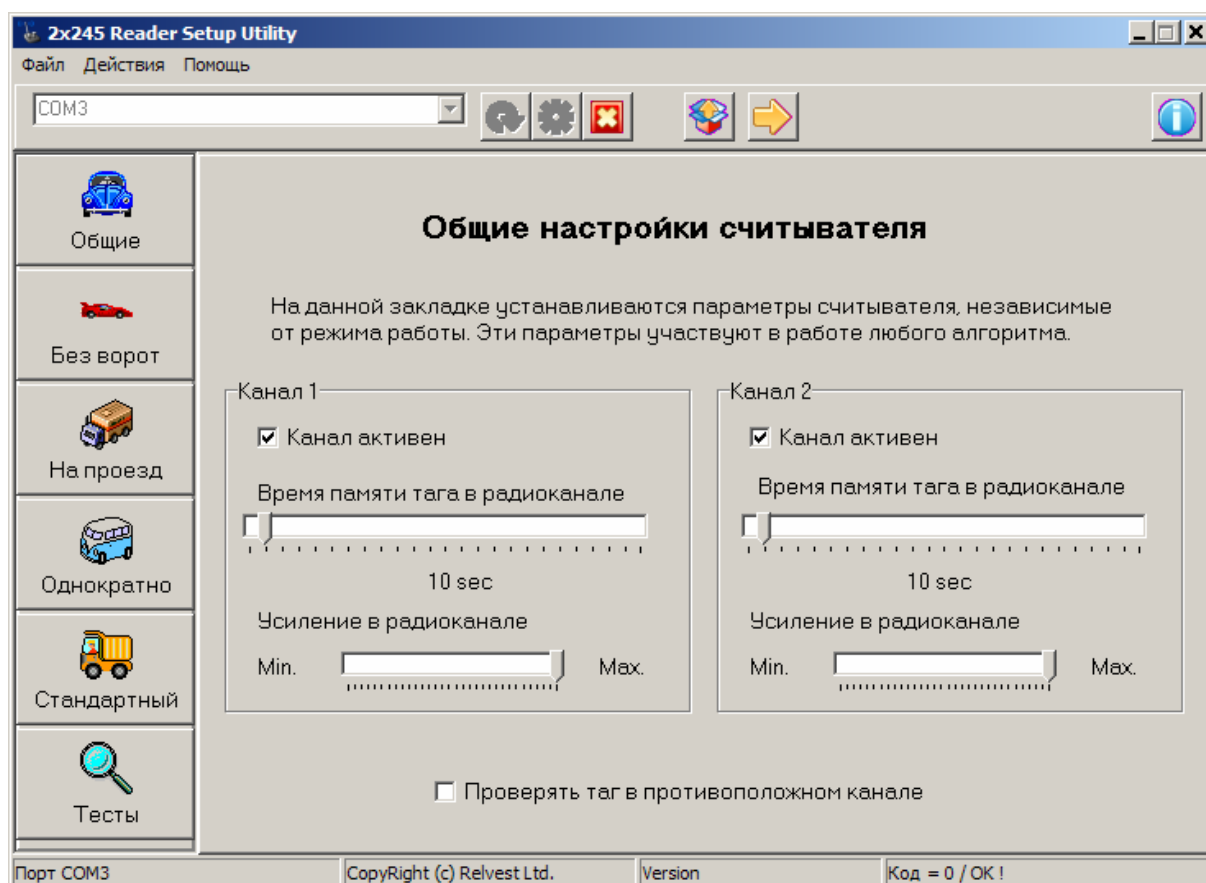 2x245 Reader Setup Utility
Файл Действия Помощь
COM3
Общие
Без ворот
На проезд
Однократно
Стандартный
Тесты
Общие настройки считывателя
На данной закладке устанавливаются параметры считывателя, независимые
от режима работы. Эти параметры участвуют в работе любого алгоритма.
Канал 1
Канал активен
Время памяти тага в радиоканале
10 sec
Усиление в радиоканале
Min. Max.
Канал 2
Канал активен
Время памяти тага в радиоканале
10 sec
Усиление в радиоканале
Min. Max.
Проверять таг в противоположном канале
Порт COM3 CopyRight (c) Relvest Ltd. Version Код = 0 / OK !